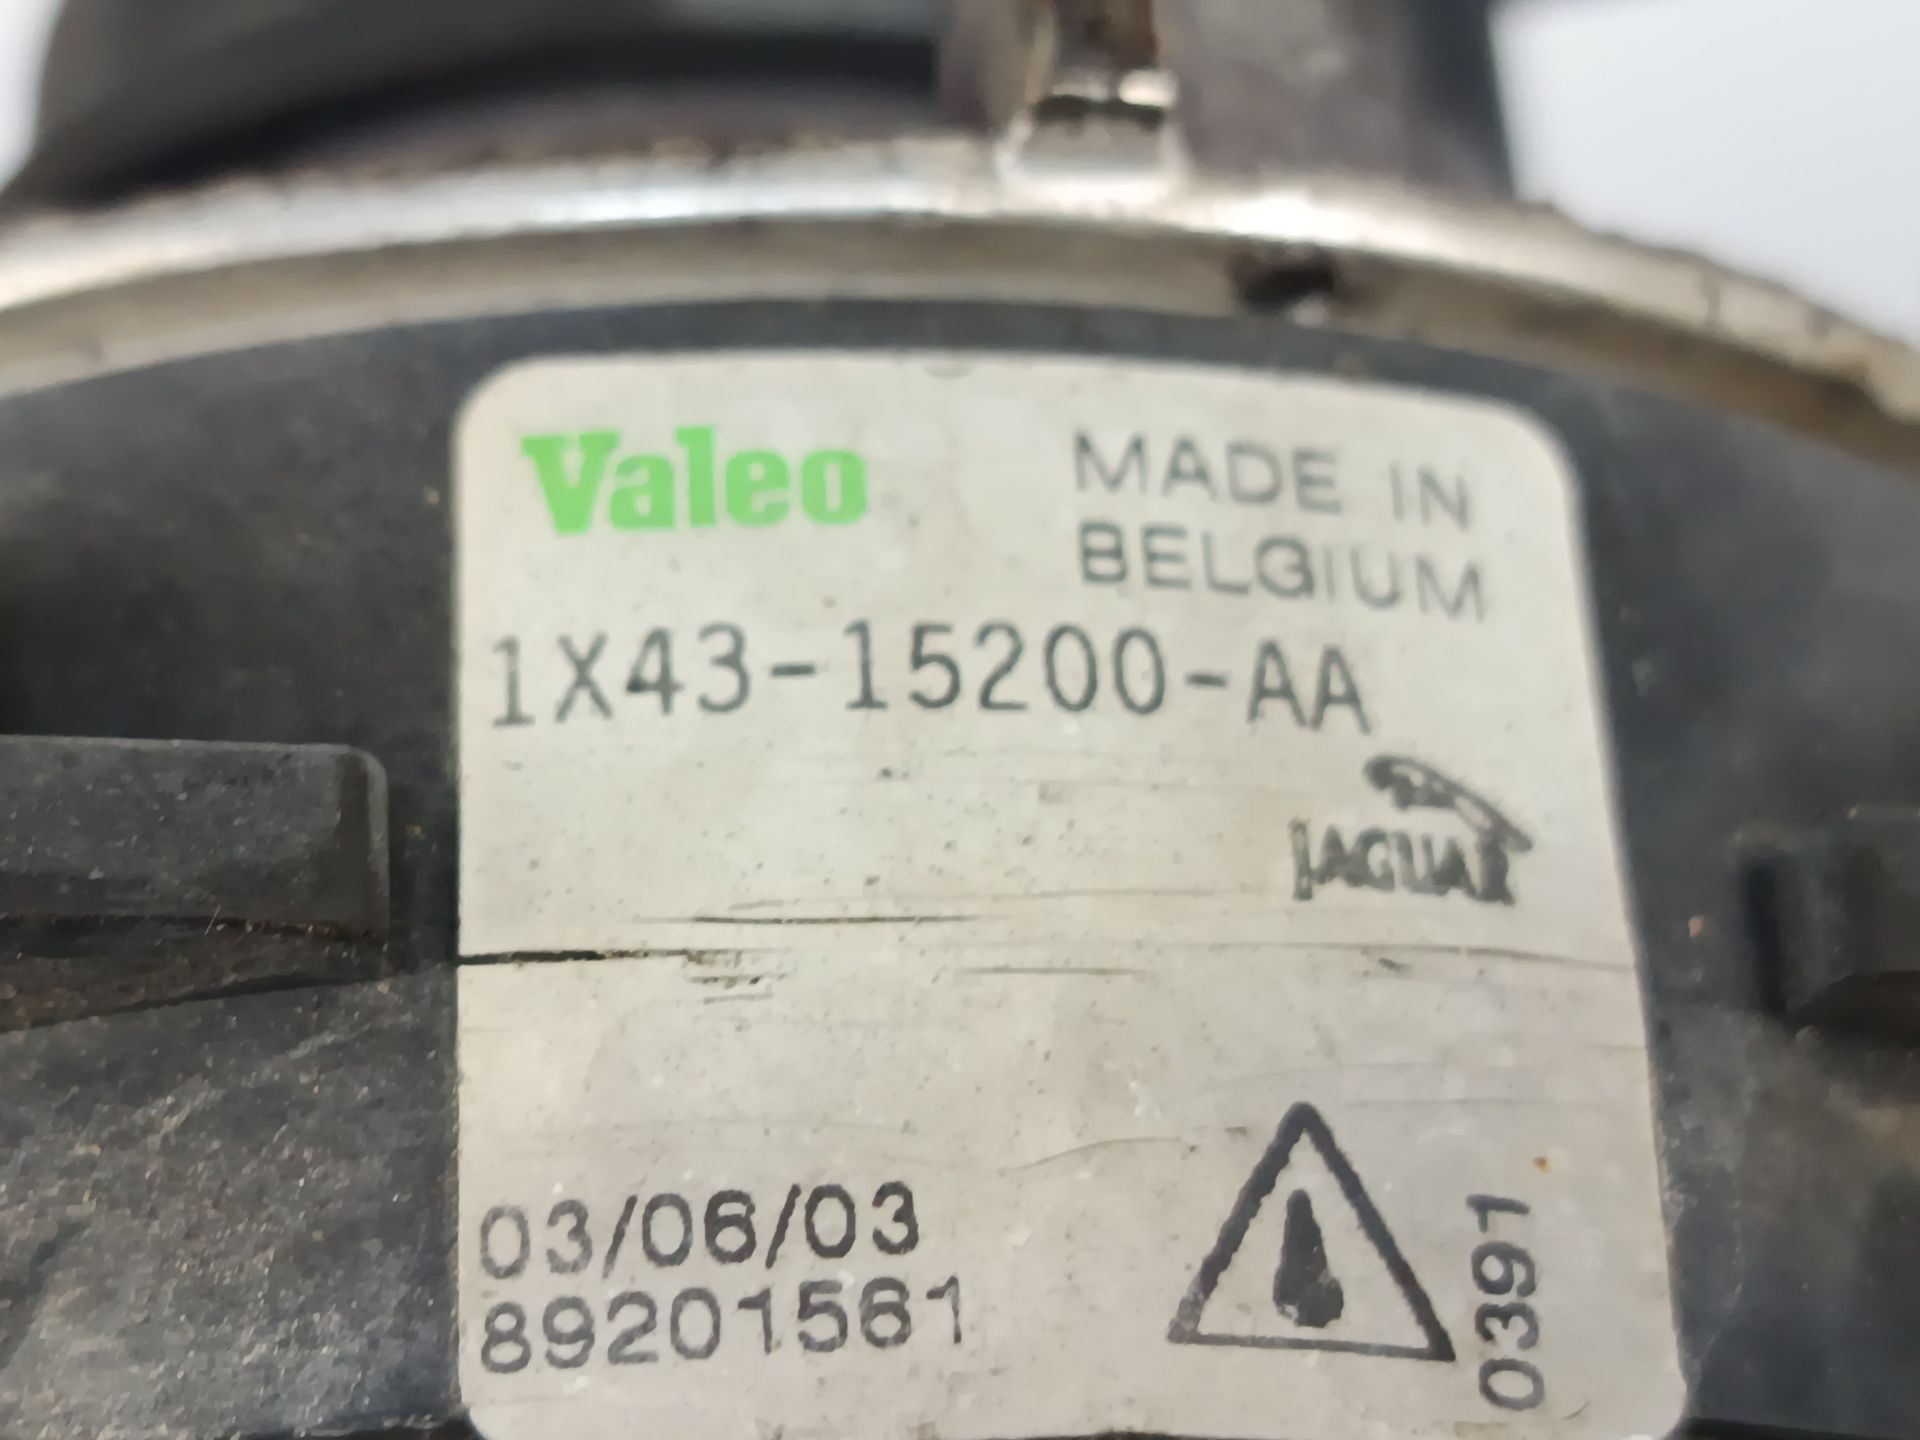 Valeo
MADE IN
BELGIUM
1X43-15200-AA
JAGUAR
03/06/03
89201561
0391